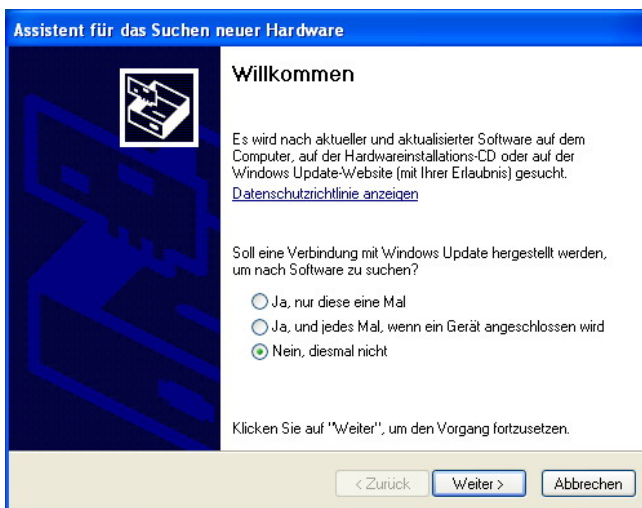 Assistent für das Suchen neuer Hardware
Willkommen
Es wird nach aktueller und aktualisierter Software auf dem
Computer, auf der Hardwareinstallations-CD oder auf der
Windows Update-Website (mit Ihrer Erlaubnis) gesucht.
Datenschutzrichtlinie anzeigen
Soll eine Verbindung mit Windows Update hergestellt werden,
um nach Software zu suchen?
Ja, nur diese eine Mal
Ja, und jedes Mal, wenn ein Gerät angeschlossen wird
Nein, diesmal nicht
Klicken Sie auf "Weiter", um den Vorgang fortzusetzen.
< Zurück Weiter > Abbrechen